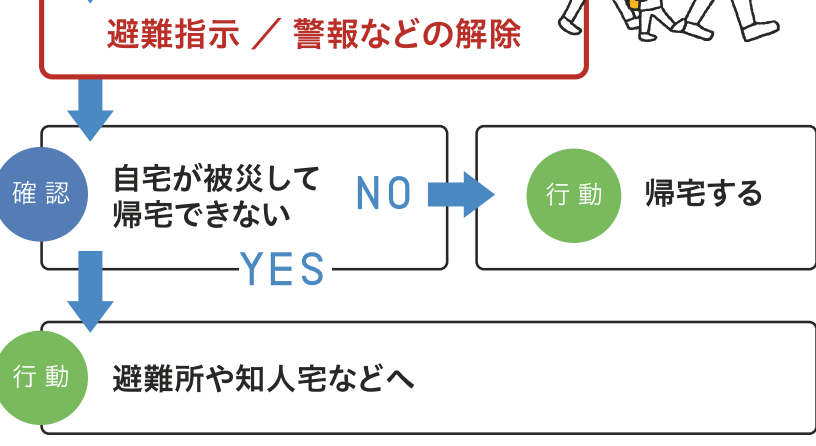 避難指示 ／ 警報などの解除
確認
自宅が被災して
帰宅できない
NO
行動
帰宅する
YES
行動
避難所や知人宅などへ